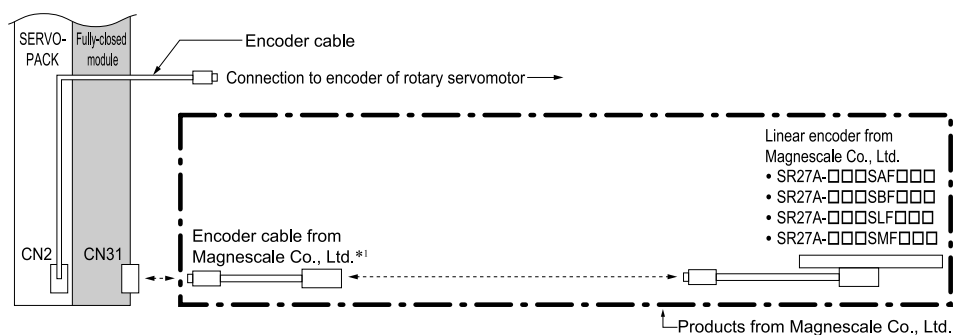 SERVO-
PACK
Fully-closed
module
Encoder cable
Connection to encoder of rotary servomotor
Linear encoder from
Magnescale Co., Ltd.
• SR27A-□□□SAF□□□
• SR27A-□□□SBF□□□
• SR27A-□□□SLF□□□
• SR27A-□□□SMF□□□
CN2
CN31
Encoder cable from
Magnescale Co., Ltd.*1
Products from Magnescale Co., Ltd.